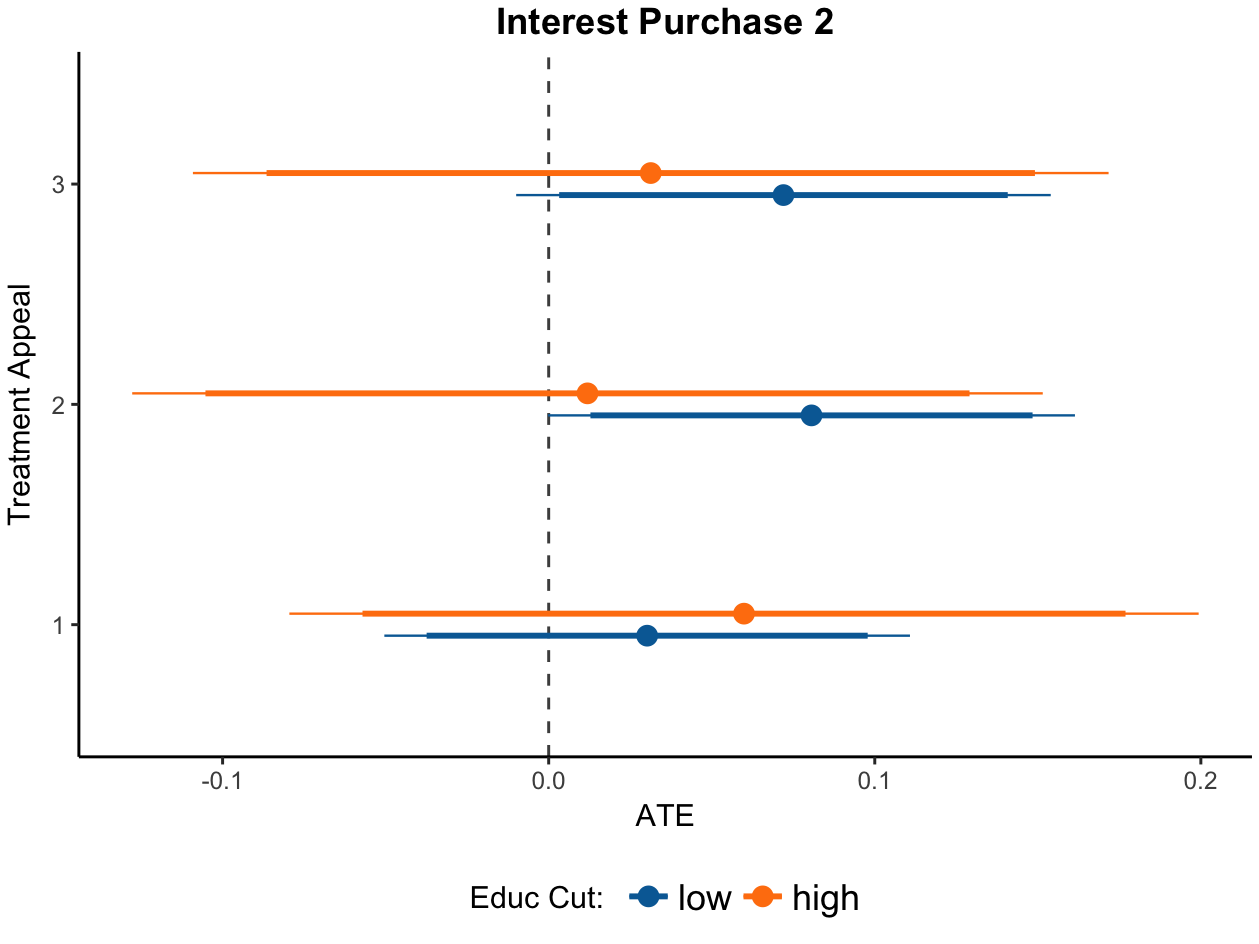 Interest Purchase 2
Treatment Appeal
3
2
1
-0.1 0.0 0.1 0.2
ATE
Educ Cut: low high